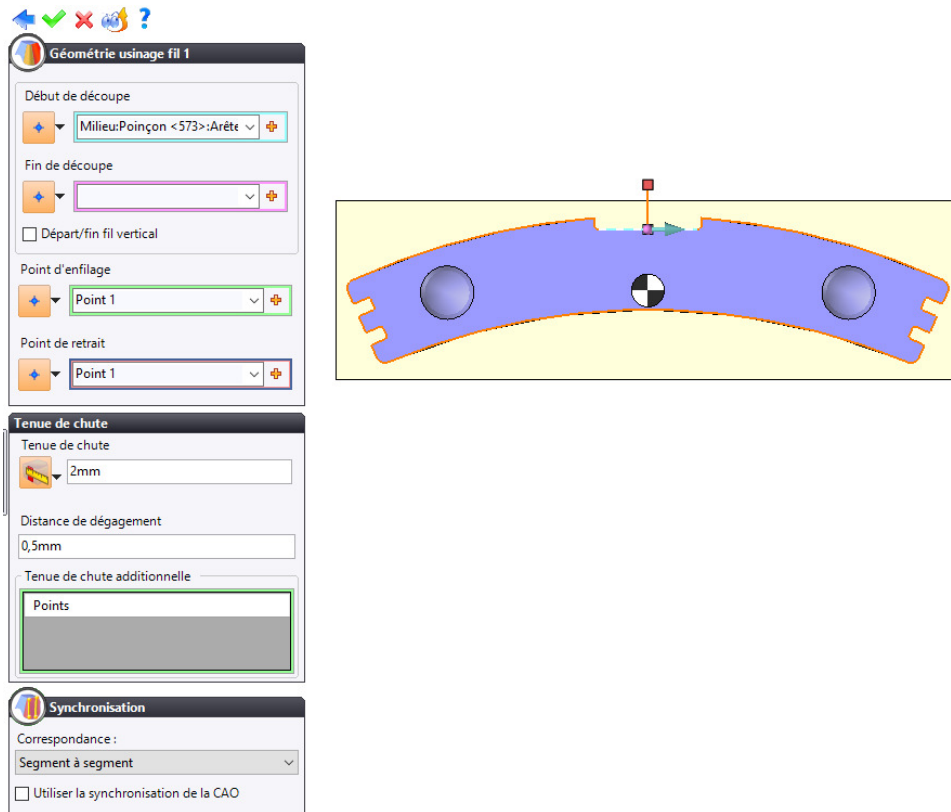 ?
Géométrie usinage fil 1
Début de découpe
Milieu:Poinçon <573>:Arête
Fin de découpe
Départ/fin fil vertical
Point d'enfilage
Point 1
Point de retrait
Point 1
Tenue de chute
Tenue de chute
2mm
Distance de dégagement
0,5mm
Tenue de chute additionnelle
Points
Synchronisation
Correspondance :
Segment à segment
Utiliser la synchronisation de la CAO